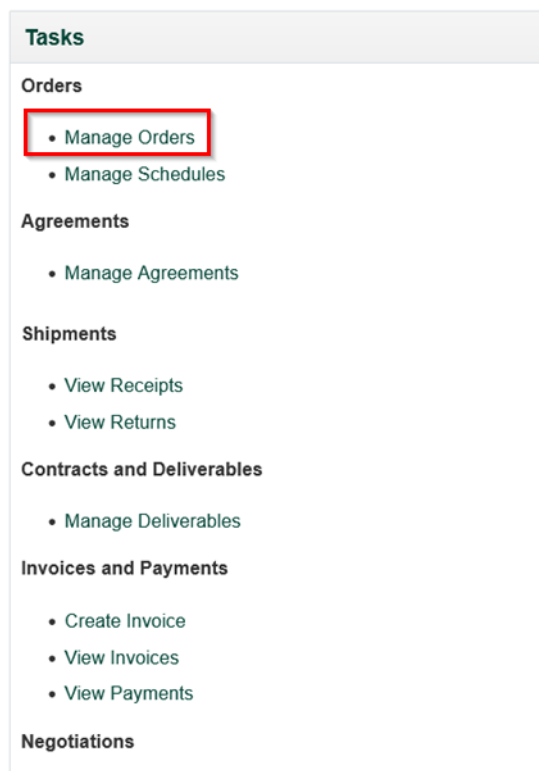 Tasks
Orders
• Manage Orders
• Manage Schedules
Agreements
• Manage Agreements
Shipments
• View Receipts
• View Returns
Contracts and Deliverables
• Manage Deliverables
Invoices and Payments
• Create Invoice
• View Invoices
• View Payments
Negotiations